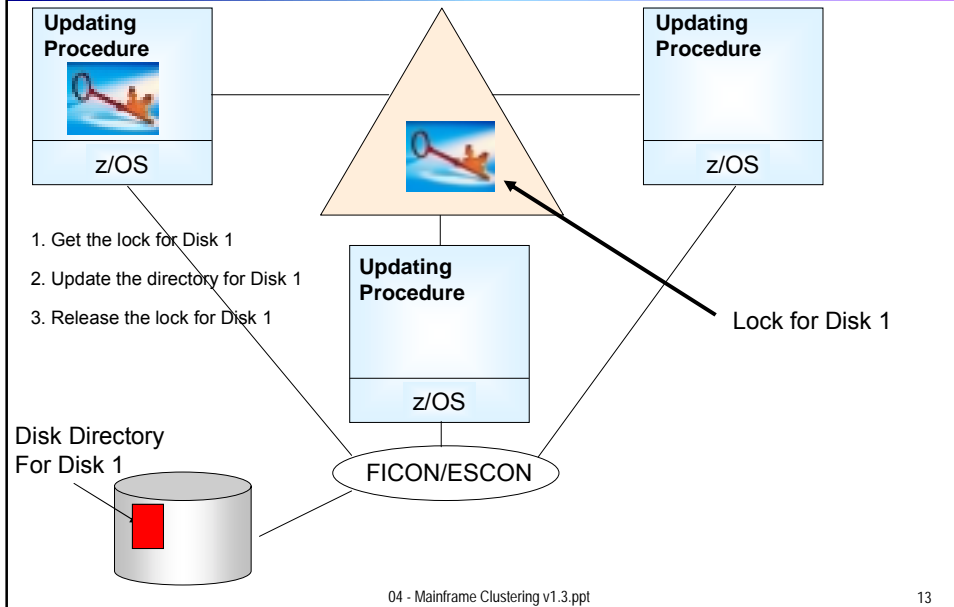 Updating
Procedure
z/OS
Updating
Procedure
z/OS
1. Get the lock for Disk 1
2. Update the directory for Disk 1
3. Release the lock for Disk 1
Updating
Procedure
z/OS
Lock for Disk 1
Disk Directory
For Disk 1
FICON/ESCON
04 - Mainframe Clustering v1.3.ppt
13